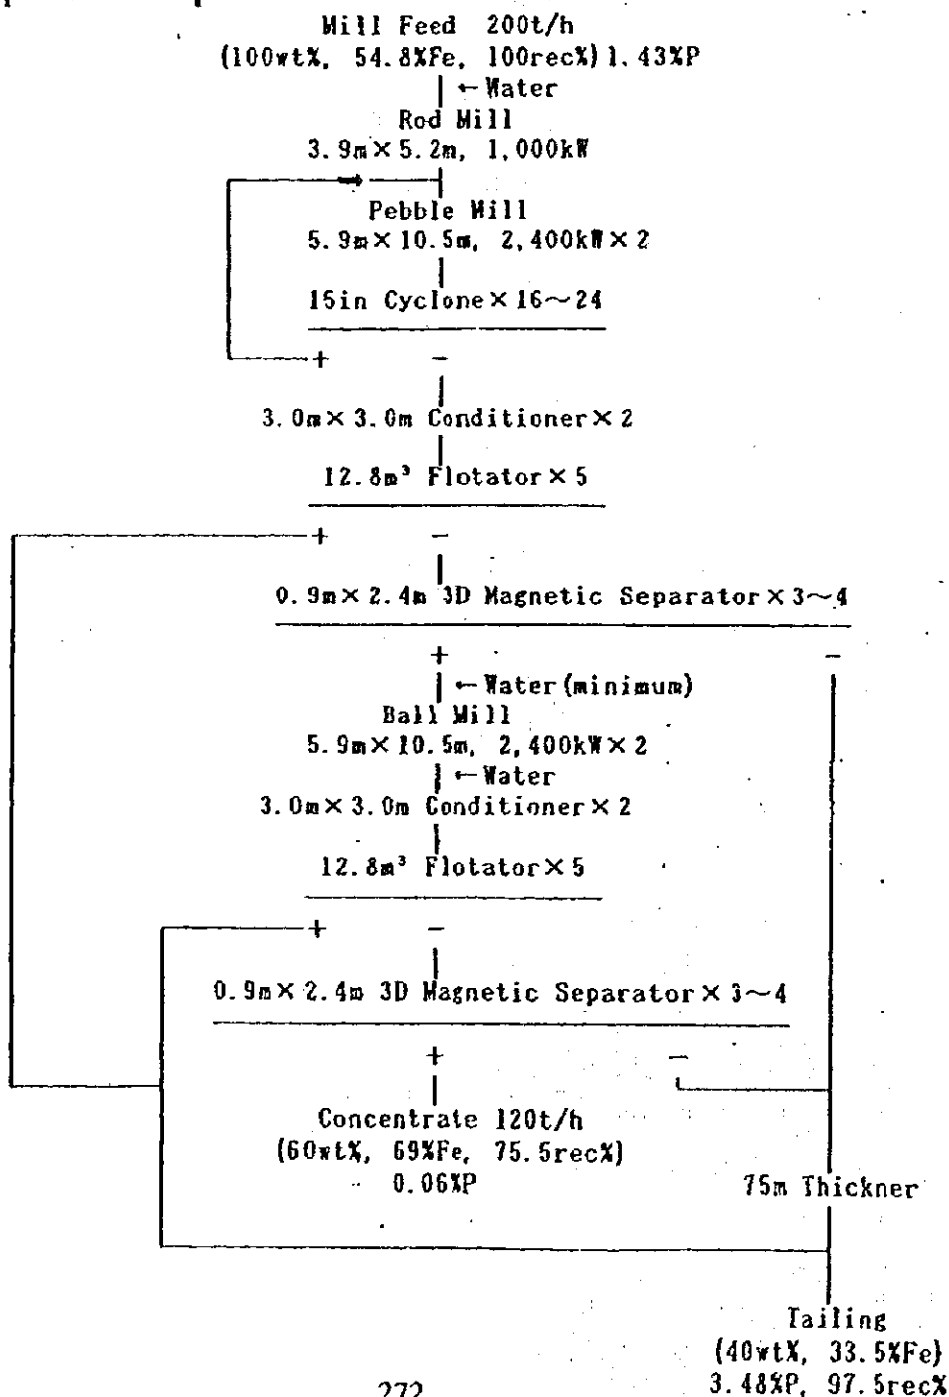 Mill Feed 200t/h
(100wt%, 54.8%Fe, 100rec%) 1.43%P
←Water
Rod Mill
3.9m×5.2m, 1,000kW
Pebble Mill
5.9m×10.5m, 2,400kW×2
15in Cyclone×16~24
+ -
3.0m×3.0m Conditioner×2
12.8m³ Flotator×5
+ -
0.9m×2.4m 3D Magnetic Separator×3~4
+ -
←Water(minimum)
Ball Mill
5.9m×10.5m, 2,400kW×2
←Water
3.0m×3.0m Conditioner×2
12.8m³ Flotator×5
+ -
0.9m×2.4m 3D Magnetic Separator×3~4
+ -
Concentrate 120t/h
(60wt%, 69%Fe, 75.5rec%)
0.06%P
75m Thickner
Tailing
(40wt%, 33.5%Fe)
3.48%P, 97.5rec%
272